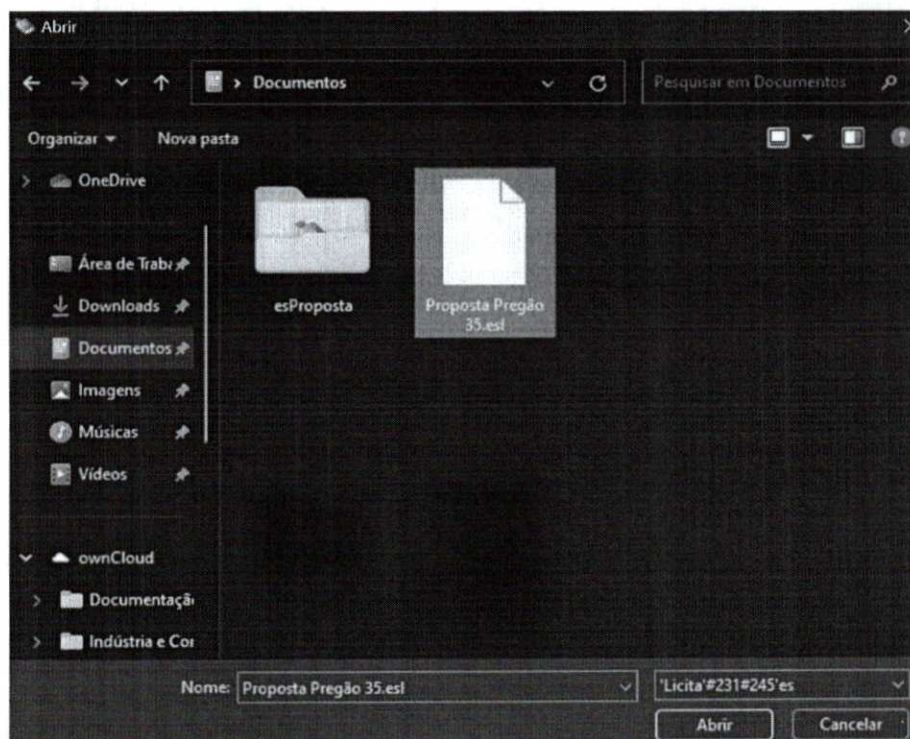 Abrir
Documentos
Pesquisar em Documentos
Organizar
Nova pasta
OneDrive
Área de Traba
Downloads
Documentos
Imagens
Músicas
Vídeos
ownCloud
Documentaçã
Indústria e Cor
esProposta
Proposta Pregão
35.esl
Nome: Proposta Pregão 35.esl
'Licita'#231#245'es
Abrir
Cancelar